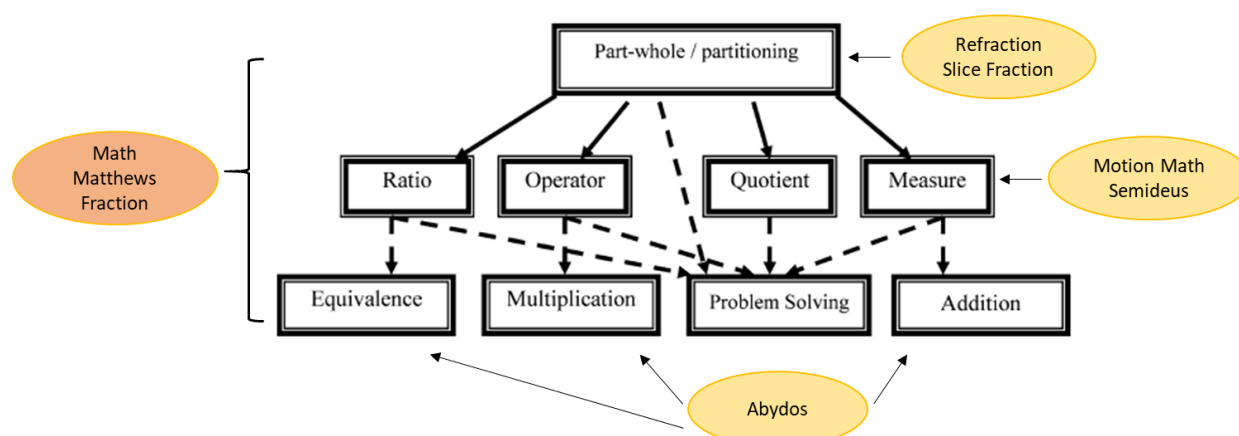 Part-whole / partitioning
Refraction
Slice Fraction
Math
Matthews
Fraction
Ratio
Operator
Quotient
Measure
Motion Math
Semideus
Equivalence
Multiplication
Problem Solving
Addition
Abydos